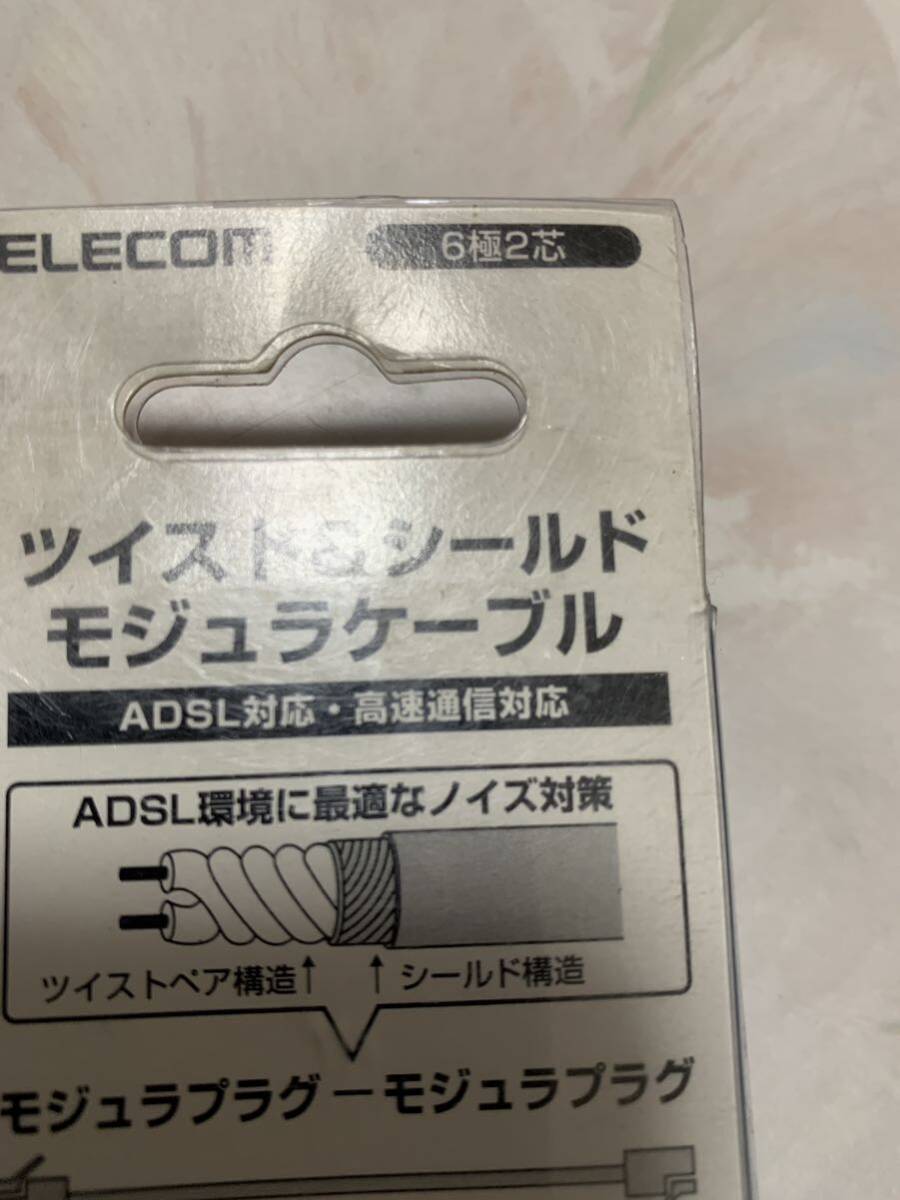 ELECOM
6極2芯
ツイスト&シールド
モジュラケーブル
ADSL対応・高速通信対応
ADSL環境に最適なノイズ対策
ツイストペア構造↑
↑シールド構造
モジュラプラグ－モジュラプラグ